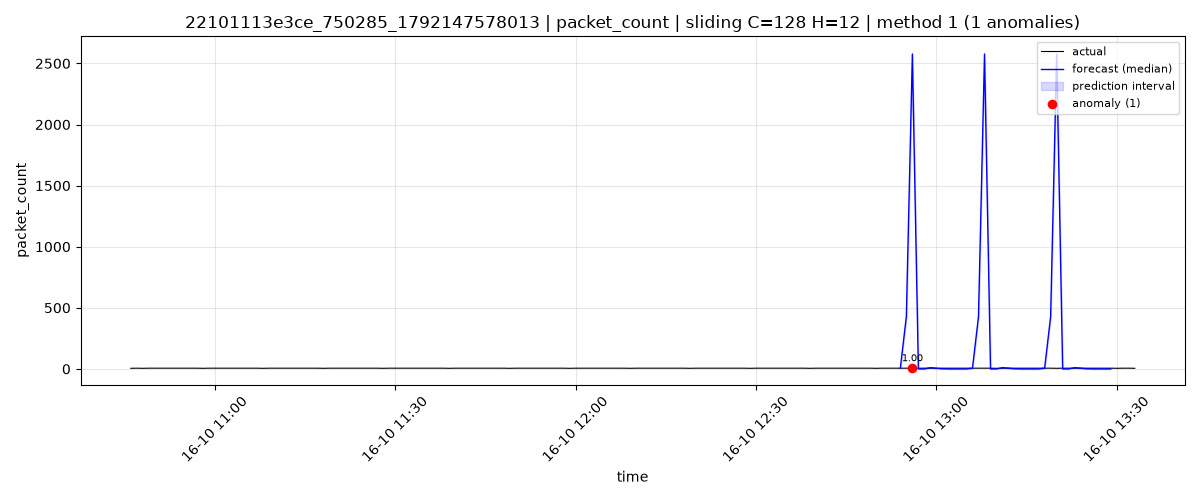 22101113e3ce_750285_1792147578013 | packet_count | sliding C=128 H=12 | method 1 (1 anomalies)
actual
forecast (median)
prediction interval
anomaly (1)
packet_count
2500
2000
1500
1000
500
0
1.00
16-10 11:00
16-10 11:30
16-10 12:00
16-10 12:30
16-10 13:00
16-10 13:30
time